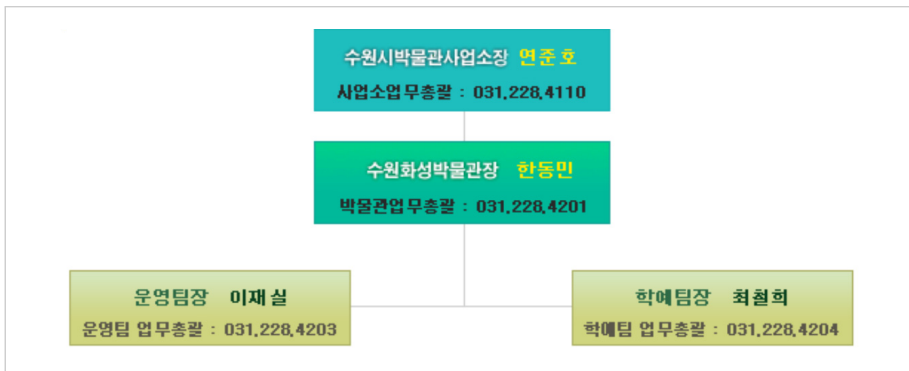 수원시박물관사업소장 연준호
사업소업무총괄 : 031.228.4110
수원화성박물관장 한동민
박물관업무총괄 : 031.228.4201
운영팀장 이재실
운영팀 업무총괄 : 031.228.4203
학예팀장 최철희
학예팀 업무총괄 : 031.228.4204